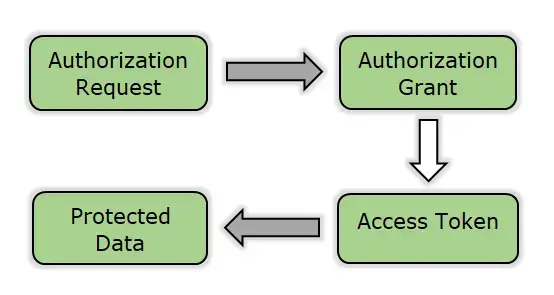 Authorization
Request
Authorization
Grant
Protected
Data
Access Token